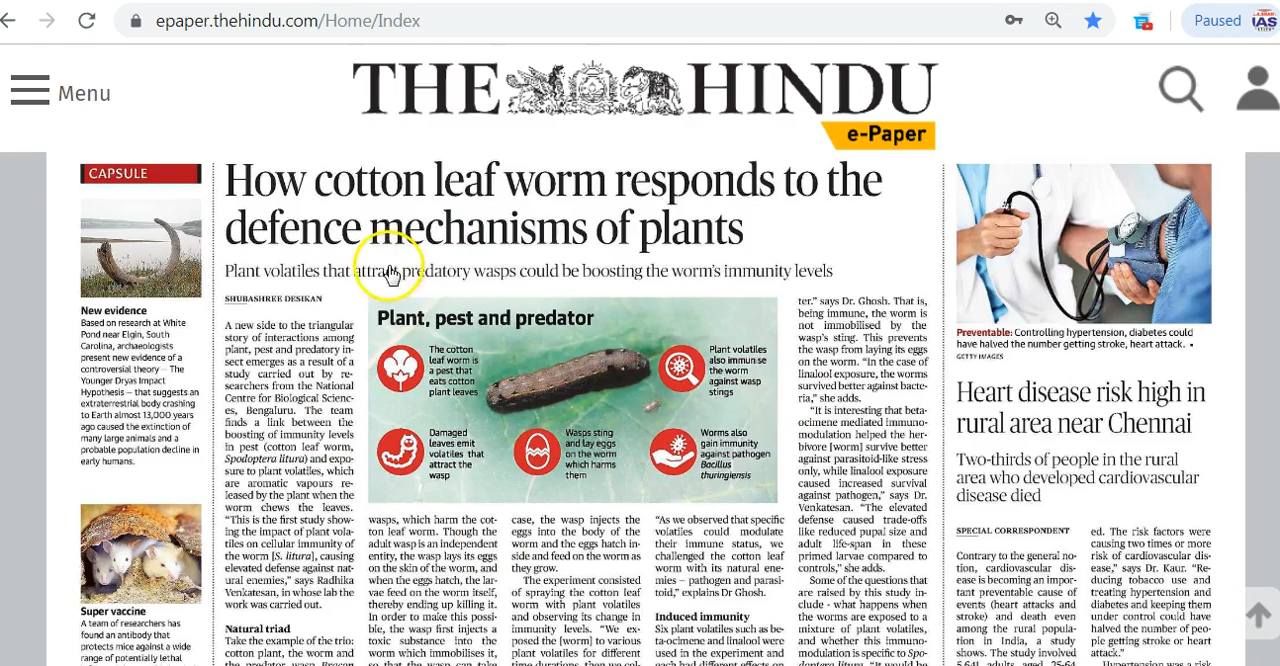 epaper.thehindu.com/Home/Index
Paused
IAS
Menu
THE HINDU
e-Paper
CAPSULE
New evidence
Based on research at White
Pond near Elgin, South
Carolina, archaeologists
present new evidence of a
controversial theory — The
Younger Dryas Impact
Hypothesis — that suggests an
extraterrestrial body crashing
to Earth almost 13,000 years
ago caused the extinction of
many large animals and a
probable population decline in
early humans.
Super vaccine
A team of researchers has
found an antibody that
protects mice against a wide
range of potentially lethal
How cotton leaf worm responds to the
defence mechanisms of plants
Plant volatiles that attract predatory wasps could be boosting the worm's immunity levels
SHUBASHREE DESIKAN
A new side to the triangular
story of interactions among
plant, pest and predatory in-
sect emerges as a result of a
study carried out by re-
searchers from the National
Centre for Biological Scienc-
es, Bengaluru. The team
finds a link between the
boosting of immunity levels
in pest (cotton leaf worm,
Spodoptera litura) and expo-
sure to plant volatiles, which
are aromatic vapours re-
leased by the plant when the
worm chews the leaves.
"This is the first study show-
ing the impact of plant vola-
tiles on cellular immunity of
the worm [S. litura], causing
elevated defense against nat-
ural enemies," says Radhika
Venkatesan, in whose lab the
work was carried out.
Natural triad
Take the example of the trio:
cotton plant, the worm and
the predator wasp Bracon
Plant, pest and predator
The cotton
leaf worm is
a pest that
eats cotton
plant leaves
Plant volatiles
also immunise
the worm
against wasp
stings
Damaged
leaves emit
volatiles that
attract the
wasp
Wasps sting
and lay eggs
on the worm
which harms
them
Worms also
gain immunity
against pathogen
Bacillus
thuringiensis
wasps, which harm the cot-
ton leaf worm. Though the
adult wasp is an independent
entity, the wasp lays its eggs
on the skin of the worm, and
when the eggs hatch, the lar-
vae feed on the worm itself,
thereby ending up killing it.
In order to make this possi-
ble, the wasp first injects a
toxic substance into the
worm which immobilises it,
so that the wasp can take
case, the wasp injects the
eggs into the body of the
worm and the eggs hatch in-
side and feed on the worm as
they grow.
The experiment consisted
of spraying the cotton leaf
worm with plant volatiles
and observing its change in
immunity levels. "We ex-
posed the [worm] to various
plant volatiles for different
time durations, then we col-
"As we observed that specific
volatiles could modulate
their immune status, we
challenged the cotton leaf
worm with its natural ene-
mies – pathogen and parasi-
toid," explains Dr Ghosh.
Induced immunity
Six plant volatiles such as be-
ta-ocimene and linalool were
used in the experiment and
each had different effects on
ter." says Dr. Ghosh. That is,
being immune, the worm is
not immobilised by the
wasp's sting. This prevents
the wasp from laying its eggs
on the worm. "In the case of
linalool exposure, the worms
survived better against bacte-
ria," she adds.
"It is interesting that beta-
ocimene mediated immuno-
modulation helped the her-
bivore [worm] survive better
against parasitoid-like stress
only, while linalool exposure
caused increased survival
against pathogen," says Dr.
Venkatesan. "The elevated
defense caused trade-offs
like reduced pupal size and
adult life-span in these
primed larvae compared to
controls," she adds.
Some of the questions that
are raised by this study in-
clude - what happens when
the worms are exposed to a
mixture of plant volatiles,
and whether this immuno-
modulation is specific to Spo-
doptera litura. "It would be
Preventable: Controlling hypertension, diabetes could
have halved the number getting stroke, heart attack. •
GETTY IMAGES
Heart disease risk high in
rural area near Chennai
Two-thirds of people in the rural
area who developed cardiovascular
disease died
SPECIAL CORRESPONDENT
Contrary to the general no-
tion, cardiovascular dis-
ease is becoming an impor-
tant preventable cause of
events (heart attacks and
stroke) and death even
among the rural popula-
tion in India, a study
shows. The study involved
5,641 adults aged 25-64
ed. The risk factors were
causing two times or more
risk of cardiovascular dis-
ease," says Dr. Kaur. "Re-
ducing tobacco use and
treating hypertension and
diabetes and keeping them
under control could have
halved the number of peo-
ple getting stroke or heart
attack."
Hypertension was a